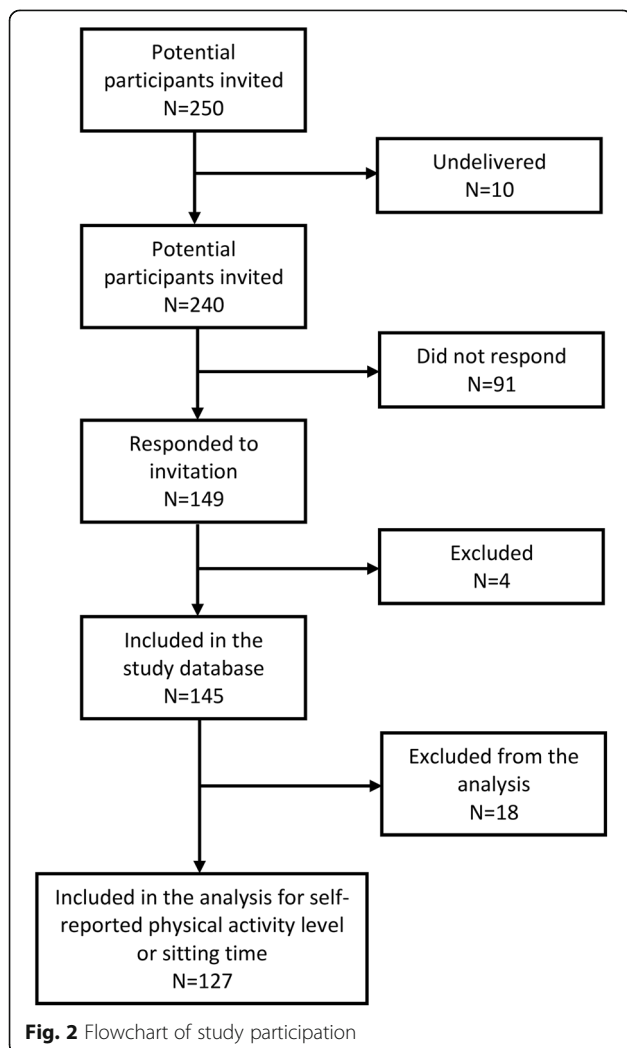 Potential
participants invited
N=250
Undelivered
N=10
Potential
participants invited
N=240
Did not respond
N=91
Responded to
invitation
N=149
Excluded
N=4
Included in the
study database
N=145
Excluded from the
analysis
N=18
Included in the analysis for self-
reported physical activity level
or sitting time
N=127
Fig. 2 Flowchart of study participation